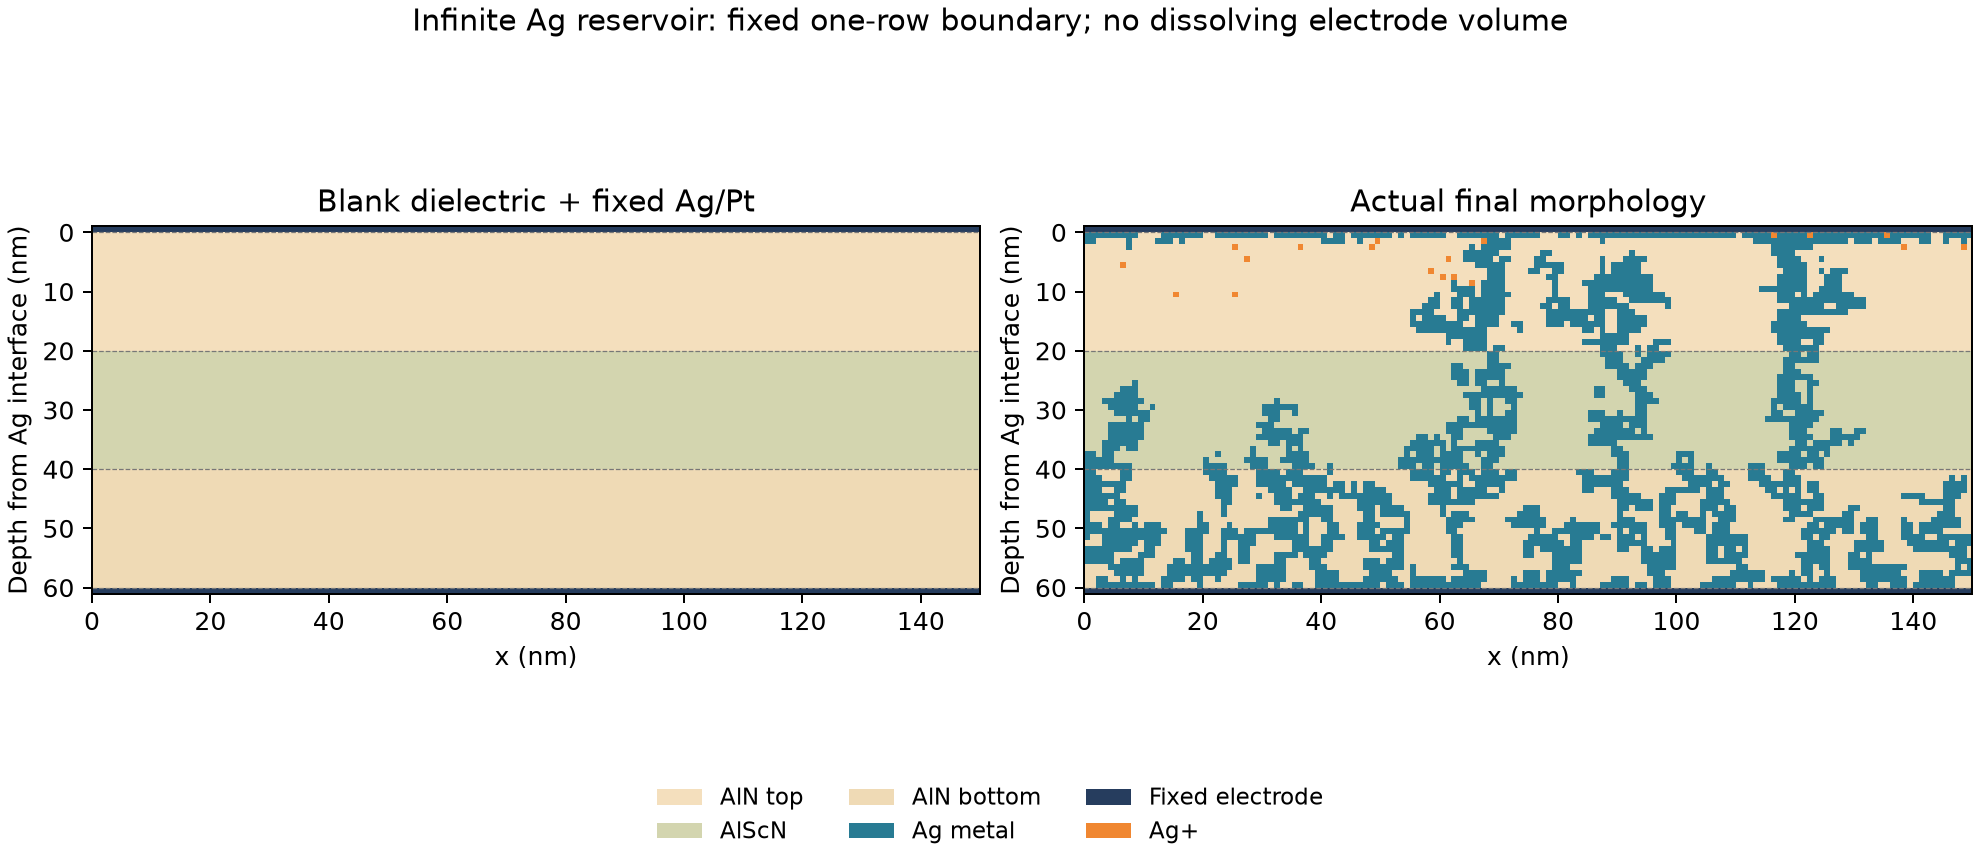 Infinite Ag reservoir: fixed one-row boundary; no dissolving electrode volume
Blank dielectric + fixed Ag/Pt
Depth from Ag interface (nm)
0
10
20
30
40
50
60
0 20 40 60 80 100 120 140
x (nm)
Actual final morphology
Depth from Ag interface (nm)
0
10
20
30
40
50
60
0 20 40 60 80 100 120 140
x (nm)
AlN top AlN bottom Fixed electrode
AlScN Ag metal Ag+